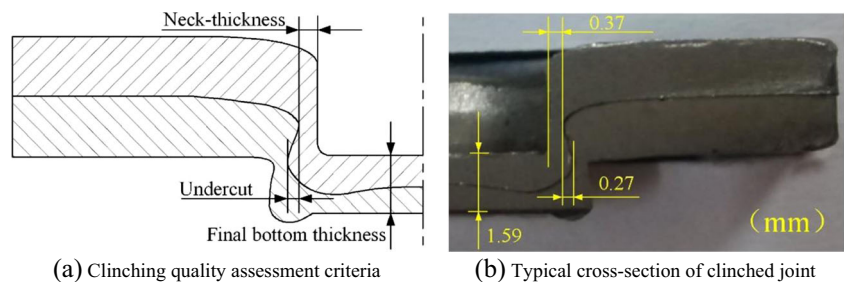 Neck-thickness
Undercut
Final bottom thickness
0.37
0.27
1.59
（mm）
(a) Clinching quality assessment criteria
(b) Typical cross-section of clinched joint